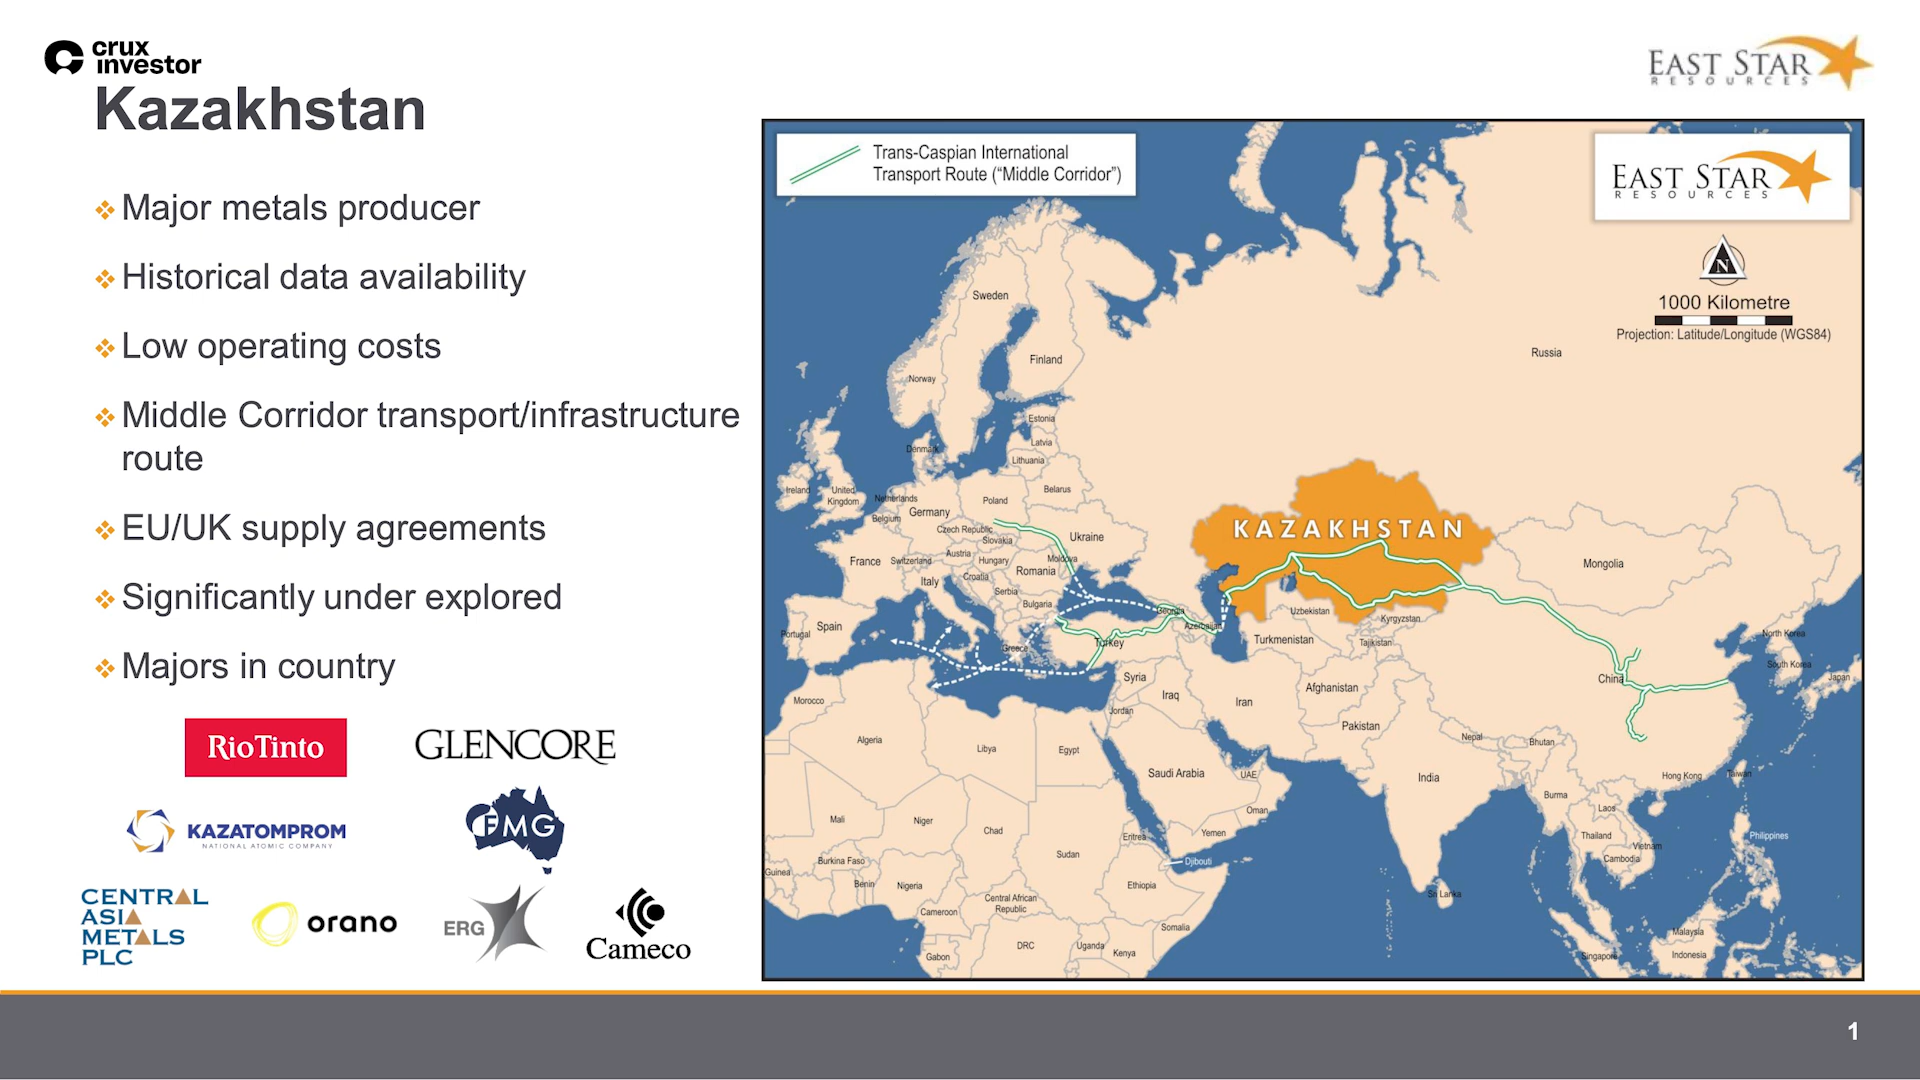 crux
investor
EAST STAR
RESOURCES
Kazakhstan
Major metals producer
Historical data availability
Low operating costs
Middle Corridor transport/infrastructure
route
EU/UK supply agreements
Significantly under explored
Majors in country
RioTinto
GLENCORE
KAZATOMPROM
NATIONAL ATOMIC COMPANY
FMG
CENTRAL
ASIA
METALS
PLC
orano
ERG
Cameco
Trans-Caspian International
Transport Route (“Middle Corridor”)
EAST STAR
RESOURCES
N
1000 Kilometre
Projection: Latitude/Longitude (WGS84)
Sweden
Finland
Russia
Norway
Estonia
Latvia
Denmark
Lithuania
Ireland
United
Kingdom
Netherlands
Belarus
Poland
Belgium
Germany
Czech Republic
Slovakia
Ukraine
KAZAKHSTAN
France
Switzerland
Austria
Hungary
Moldova
Romania
Mongolia
Italy
Croatia
Serbia
Bulgaria
Georgia
Azerbaijan
Uzbekistan
Kyrgyzstan
Portugal
Spain
Greece
Turkey
Turkmenistan
Tajikistan
North Korea
South Korea
Japan
Syria
Iraq
Iran
Afghanistan
China
Morocco
Jordan
Pakistan
Algeria
Libya
Egypt
Nepal
Bhutan
Saudi Arabia
UAE
India
Hong Kong
Taiwan
Oman
Burma
Laos
Mali
Niger
Chad
Eritrea
Yemen
Thailand
Vietnam
Philippines
Burkina Faso
Sudan
Djibouti
Cambodia
Guinea
Benin
Nigeria
Ethiopia
Sri Lanka
Cameroon
Central African
Republic
Somalia
Malaysia
DRC
Uganda
Kenya
Gabon
Singapore
Indonesia
1